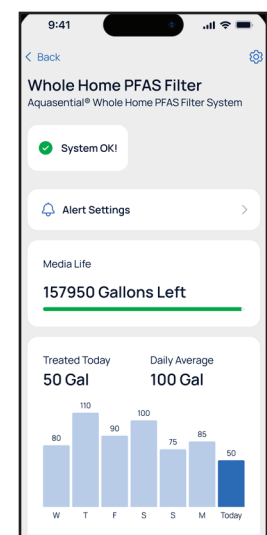 9:41
Back
Whole Home PFAS Filter
Aquasential® Whole Home PFAS Filter System
System OK!
Alert Settings
Media Life
157950 Gallons Left
Treated Today Daily Average
50 Gal 100 Gal
80 110 90 100 75 85 50
W T F S S M Today